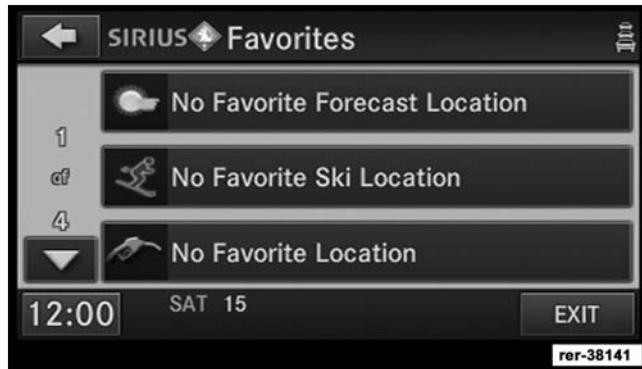 SIRIUS Favorites
No Favorite Forecast Location
1
of
4
No Favorite Ski Location
No Favorite Location
12:00
SAT 15
EXIT
rer-38141